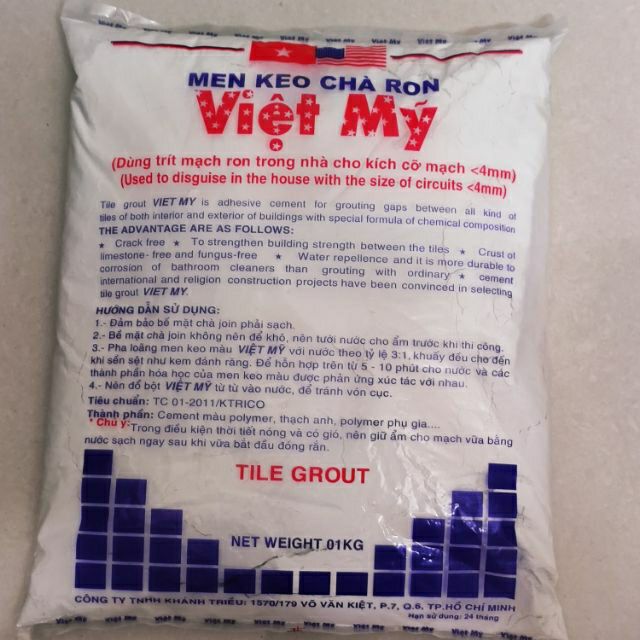 Việt Mỹ Việt Mỹ Việt Mỹ
MEN KEO CHÀ RON
Việt Mỹ
(Dùng trít mạch ron trong nhà cho kích cỡ mạch <4mm)
(Used to disguise in the house with the size of circuits <4mm)
Tile grout VIET MY is adhesive cement for grouting gaps between all kind of
tiles of both interior and exterior of buildings with special formula of chemical composition
THE ADVANTAGE ARE AS FOLLOWS:
★ Crack free ★ To strengthen building strength between the tiles ★ Crust of
limestone- free and fungus-free ★ Water repellence and it is more durable to
corrosion of bathroom cleaners than grouting with ordinary ★ cement
international and religion construction projects have been convinced in selecting
tile grout VIET MY.
HƯỚNG DẪN SỬ DỤNG:
1.- Đảm bảo bề mặt chà join phải sạch.
2.- Bề mặt chà join không nên để khô, nên tưới nước cho ẩm trước khi thi công.
3.- Pha loãng men keo màu VIỆT MỸ với nước theo tỷ lệ 3:1, khuấy đều cho đến
khi sền sệt như kem đánh răng. Để hỗn hợp trên từ 5 - 10 phút cho nước và các
thành phần hóa học của men keo màu được phản ứng xúc tác với nhau.
4.- Nên đổ bột VIỆT MỸ từ từ vào nước, để tránh vón cục.
Tiêu chuẩn: TC 01-2011/KTRICO
Thành phần: Cement màu polymer, thạch anh, polymer phụ gia....
* Chú ý: Trong điều kiện thời tiết nóng và có gió, nên giữ ẩm cho mạch vữa bằng
nước sạch ngay sau khi vữa bắt đầu đóng rắn.
TILE GROUT
NET WEIGHT 01KG
CÔNG TY TNHH KHÁNH TRIỀU: 1570/179 VÕ VĂN KIỆT, P.7, Q.6, TP.HỒ CHÍ MINH
Hạn sử dụng: 24 tháng
Việt Mỹ Việt Mỹ Việt Mỹ